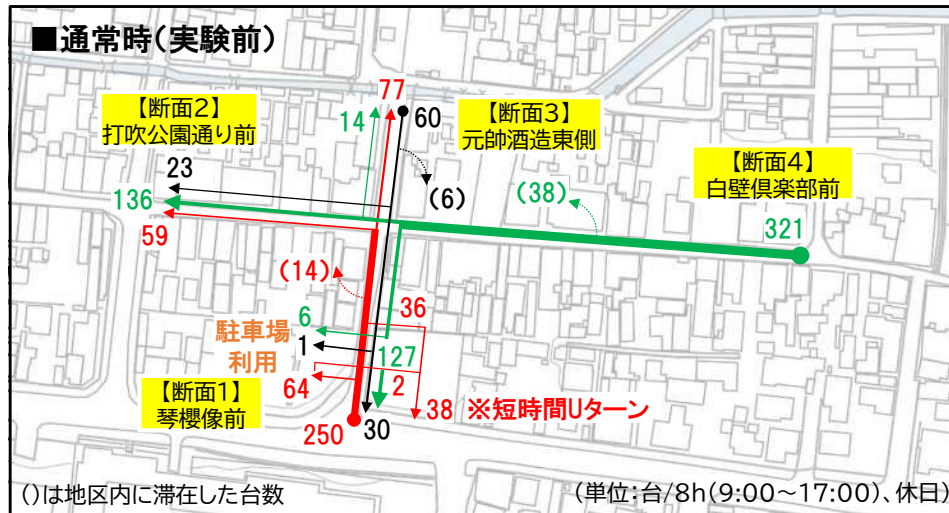 ■通常時(実験前)
77
【断面2】
打吹公園通り前
14
60
【断面3】
元帥酒造東側
【断面4】
白壁倶楽部前
23
(6)
(38)
136
321
59
(14)
36
6
駐車場
利用
1
127
64
2
【断面1】
琴櫻像前
38
※短時間Uターン
250
30
()は地区内に滞在した台数
(単位:台/8h(9:00~17:00)、休日)